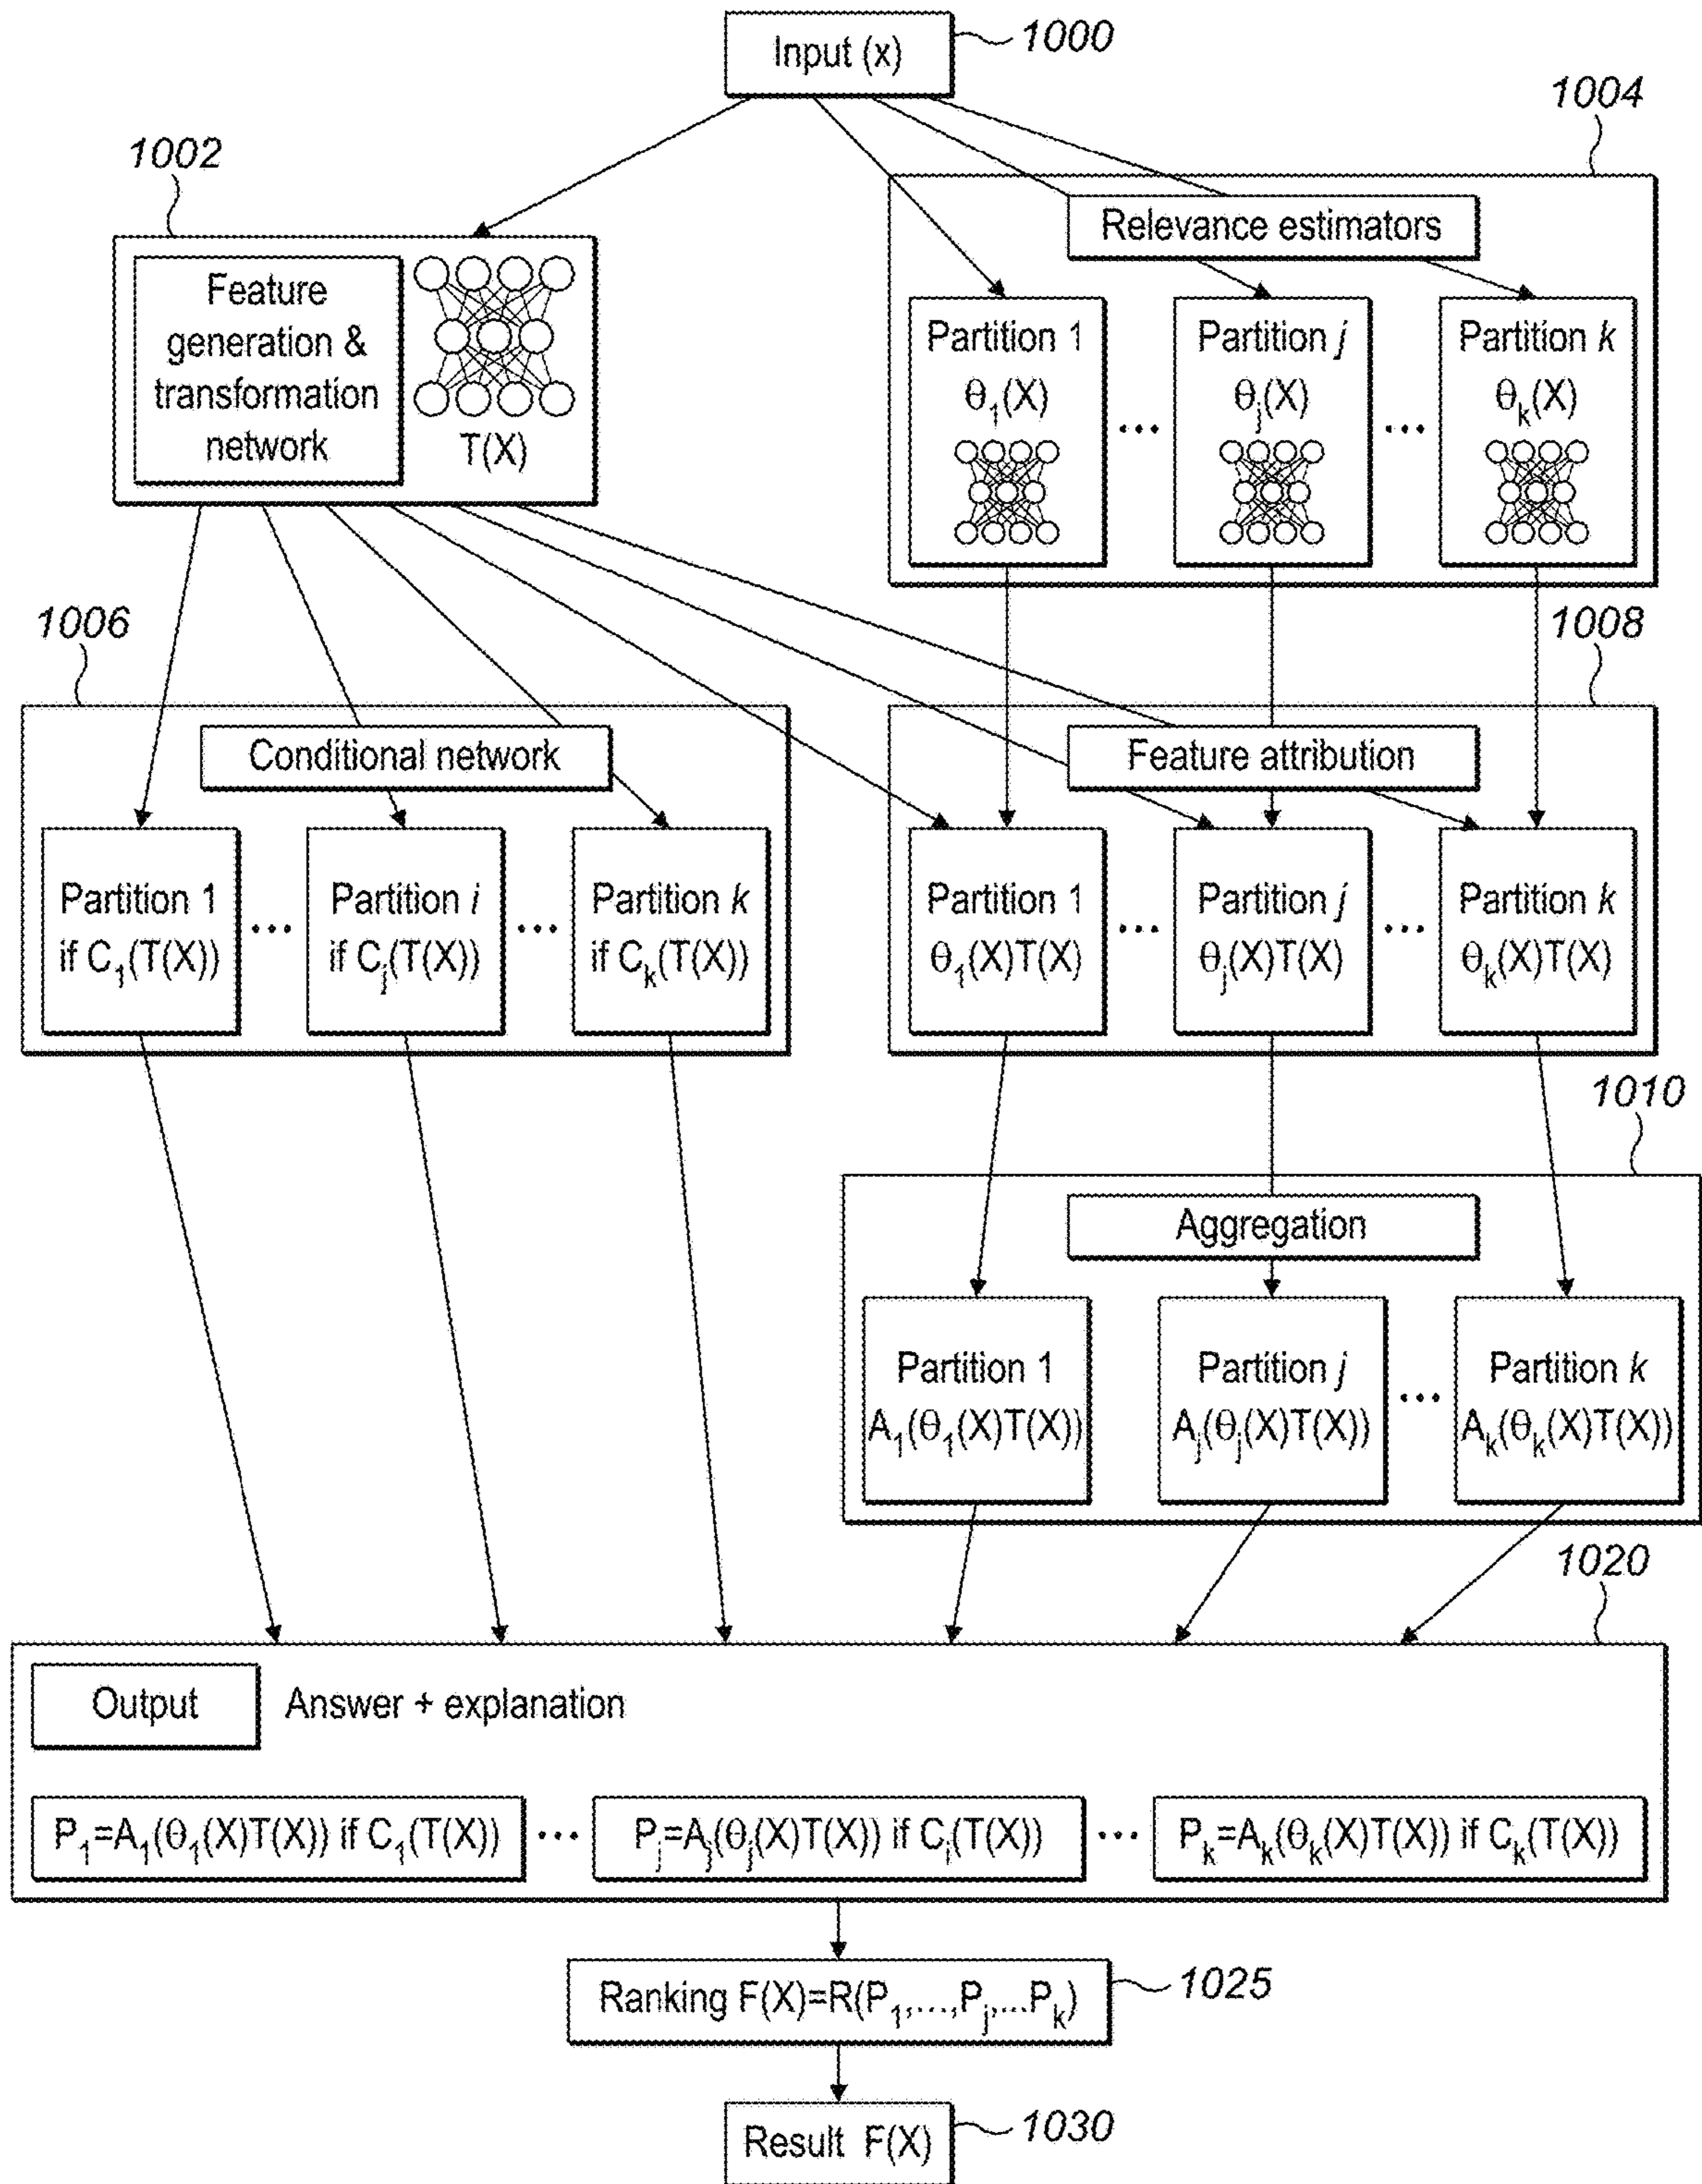 Input (x)
1000
1004
1002
Relevance estimators
Feature
generation &
transformation
network
T(X)
Partition 1
θ₁(X)
...
Partition j
θⱼ(X)
...
Partition k
θₖ(X)
1006
1008
Conditional network
Feature attribution
Partition 1
if C₁(T(X))
...
Partition i
if Cⱼ(T(X))
...
Partition k
if Cₖ(T(X))
Partition 1
θ₁(X)T(X)
...
Partition j
θⱼ(X)T(X)
...
Partition k
θₖ(X)T(X)
1010
Aggregation
Partition 1
A₁(θ₁(X)T(X))
Partition j
Aⱼ(θⱼ(X)T(X))
...
Partition k
Aₖ(θₖ(X)T(X))
1020
Output
Answer + explanation
P₁=A₁(θ₁(X)T(X)) if C₁(T(X))
...
Pⱼ=Aⱼ(θⱼ(X)T(X)) if Cᵢ(T(X))
...
Pₖ=Aₖ(θₖ(X)T(X)) if Cₖ(T(X))
Ranking F(X)=R(P₁,...,Pⱼ,...Pₖ)
1025
Result F(X)
1030